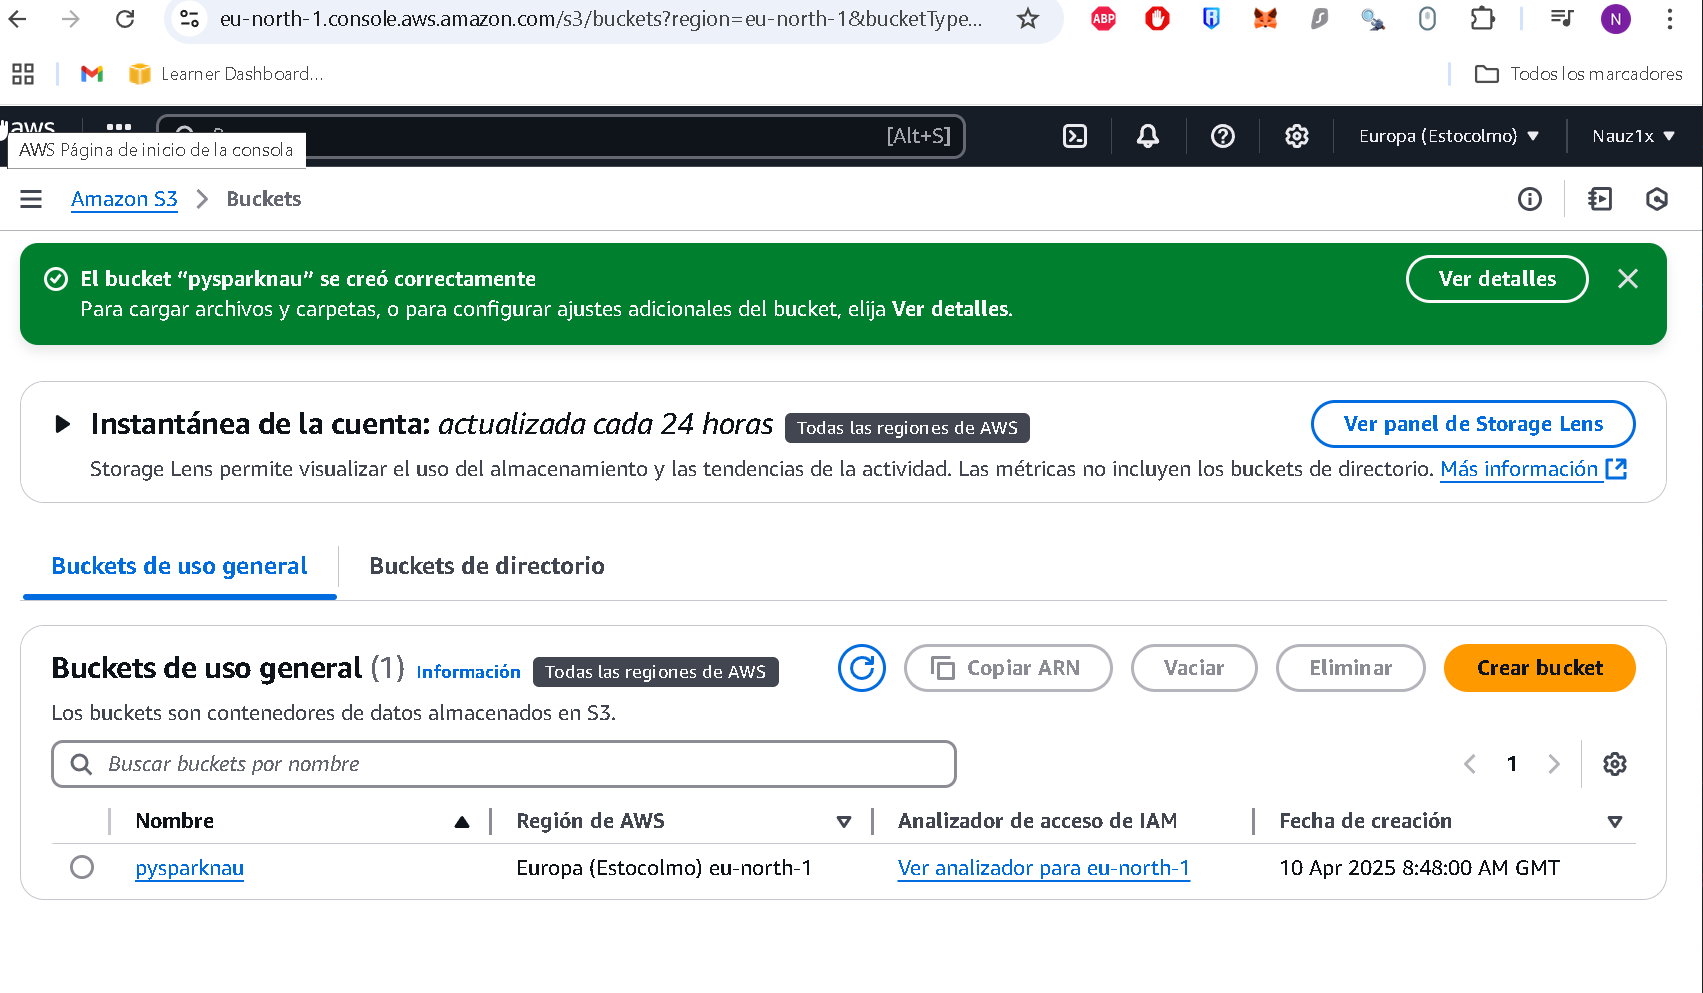 eu-north-1.console.aws.amazon.com/s3/buckets?region=eu-north-1&bucketType...
ABP
N
Learner Dashboard...
Todos los marcadores
aws
[Alt+S]
Europa (Estocolmo)
Nauz1x
AWS Página de inicio de la consola
Amazon S3
Buckets
El bucket “pysparknau” se creó correctamente
Ver detalles
Para cargar archivos y carpetas, o para configurar ajustes adicionales del bucket, elija Ver detalles.
Instantánea de la cuenta: actualizada cada 24 horas
Todas las regiones de AWS
Ver panel de Storage Lens
Storage Lens permite visualizar el uso del almacenamiento y las tendencias de la actividad. Las métricas no incluyen los buckets de directorio. Más información
Buckets de uso general
Buckets de directorio
Buckets de uso general (1)
Información
Todas las regiones de AWS
Copiar ARN
Vaciar
Eliminar
Crear bucket
Los buckets son contenedores de datos almacenados en S3.
Buscar buckets por nombre
1
Nombre
Región de AWS
Analizador de acceso de IAM
Fecha de creación
pysparknau
Europa (Estocolmo) eu-north-1
Ver analizador para eu-north-1
10 Apr 2025 8:48:00 AM GMT